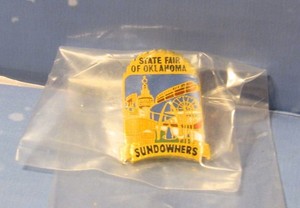 STATE FAIR
OF OKLAHOMA
SUNDOWNERS